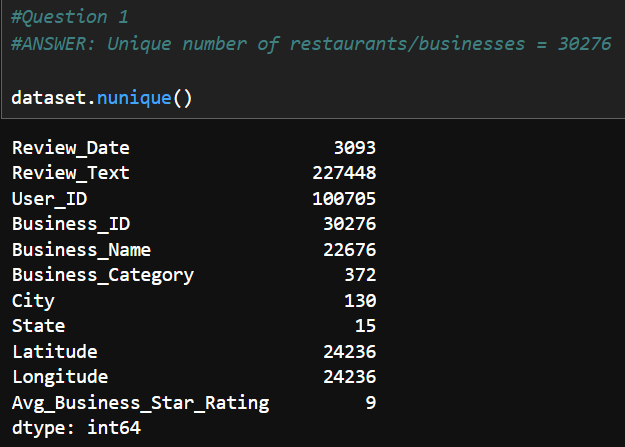 #Question 1
#ANSWER: Unique number of restaurants/businesses = 30276
dataset.nunique()
Review_Date 3093
Review_Text 227448
User_ID 100705
Business_ID 30276
Business_Name 22676
Business_Category 372
City 130
State 15
Latitude 24236
Longitude 24236
Avg_Business_Star_Rating 9
dtype: int64